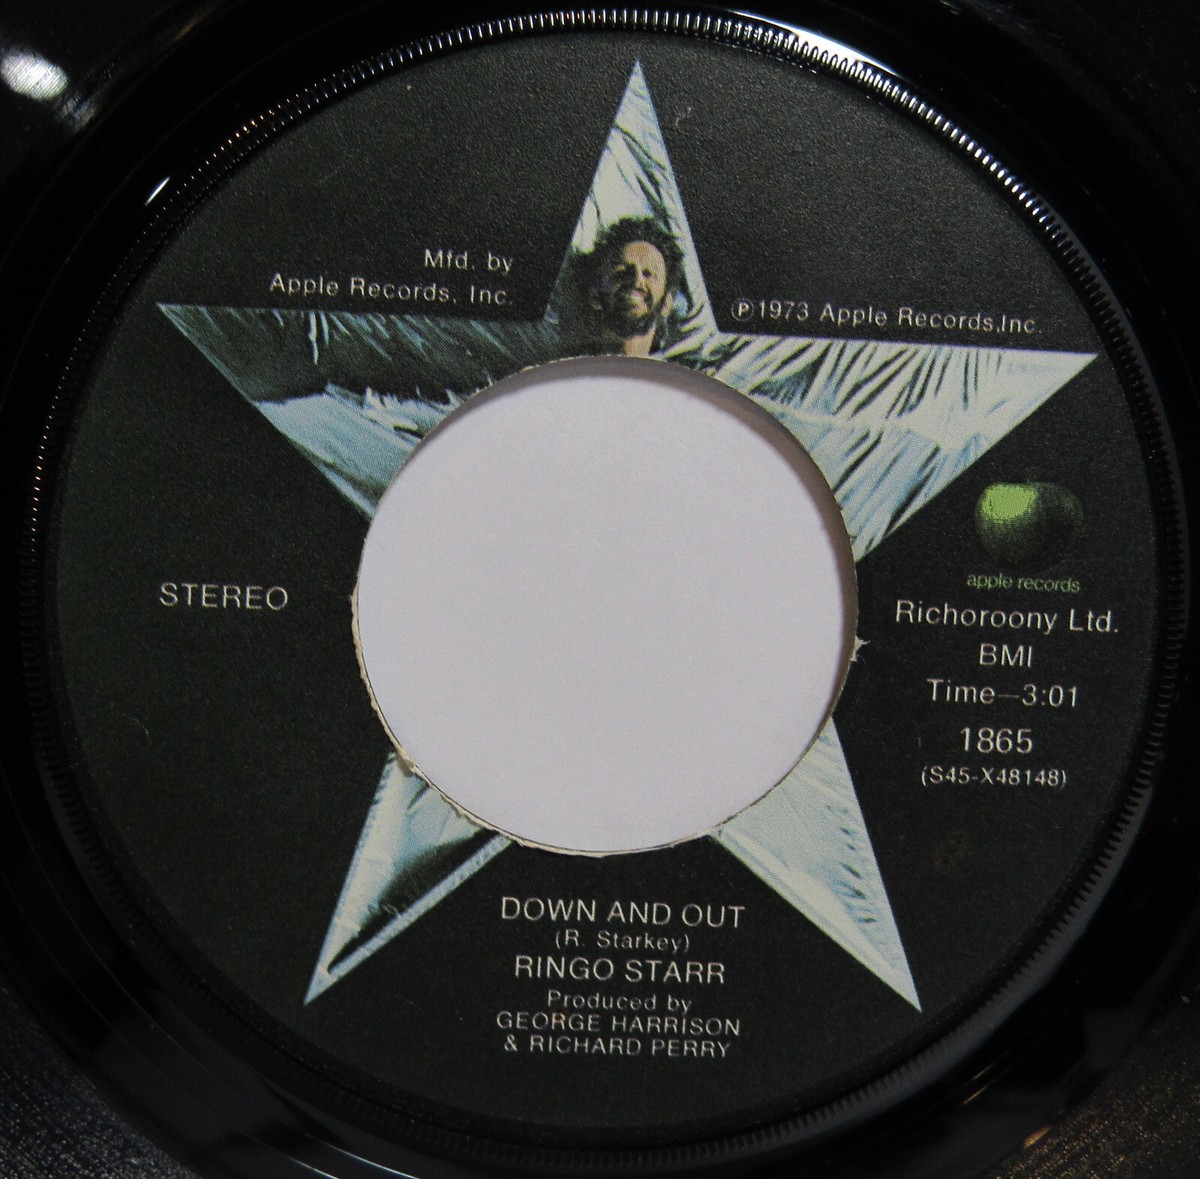 Mfd. by
Apple Records, Inc.
Ⓟ1973 Apple Records,Inc.
STEREO
apple records
Richoroony Ltd.
BMI
Time—3:01
1865
(S45-X48148)
DOWN AND OUT
(R. Starkey)
RINGO STARR
Produced by
GEORGE HARRISON
& RICHARD PERRY